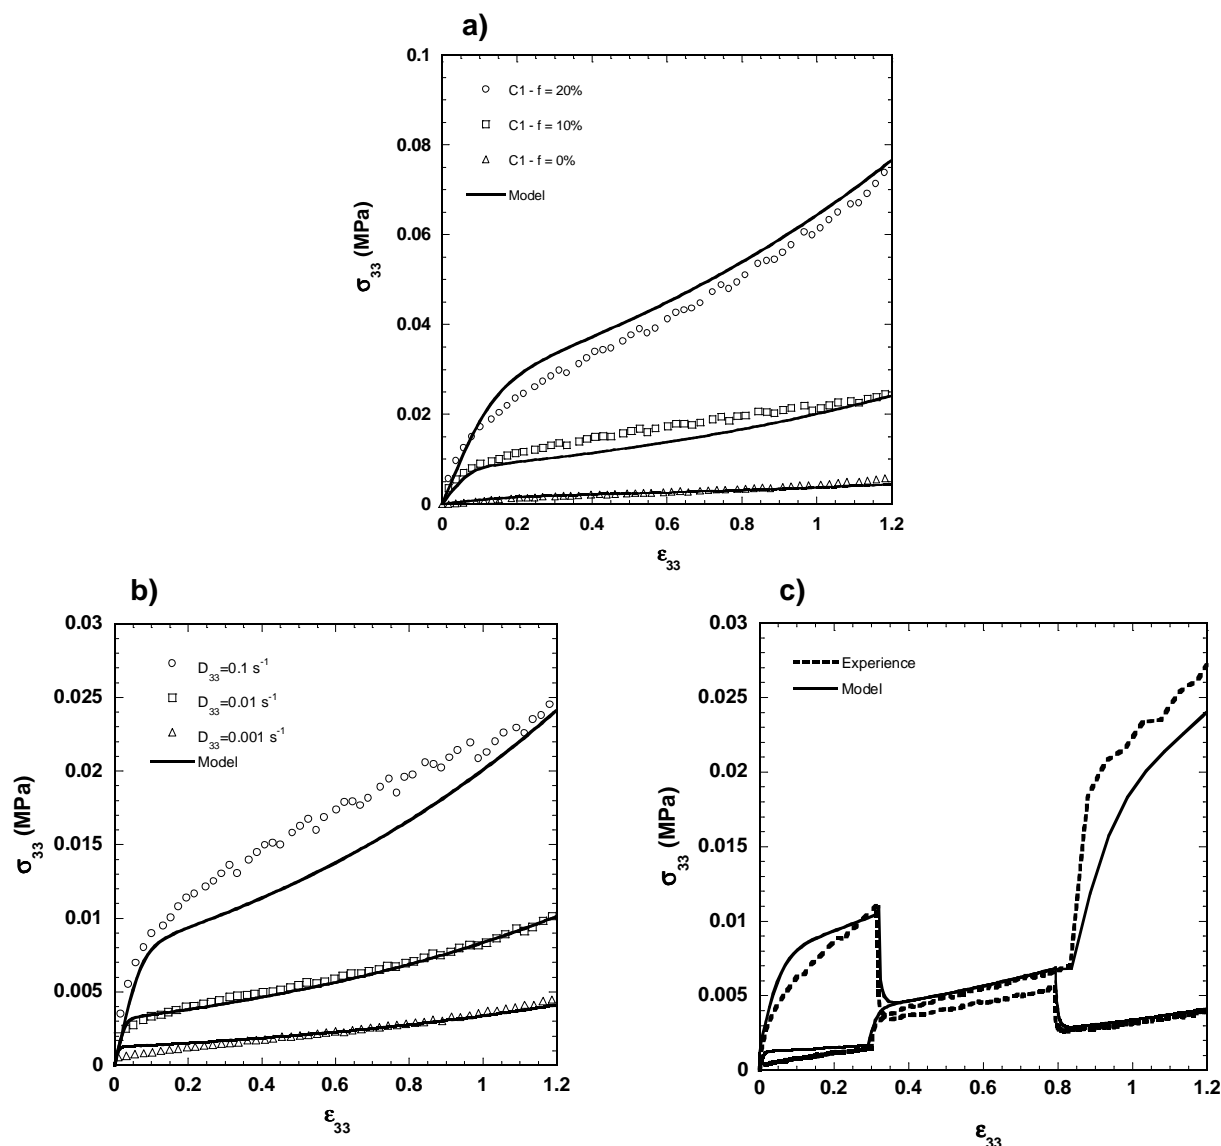 a)
0.1
0.08
0.06
0.04
0.02
0
σ33 (MPa)
C1 - f = 20%
C1 - f = 10%
C1 - f = 0%
Model
0 0.2 0.4 0.6 0.8 1 1.2
ε33
b)
0.03
0.025
0.02
0.015
0.01
0.005
0
σ33 (MPa)
D33=0.1 s-1
D33=0.01 s-1
D33=0.001 s-1
Model
0 0.2 0.4 0.6 0.8 1 1.2
ε33
c)
0.03
0.025
0.02
0.015
0.01
0.005
0
σ33 (MPa)
Experience
Model
0 0.2 0.4 0.6 0.8 1 1.2
ε33